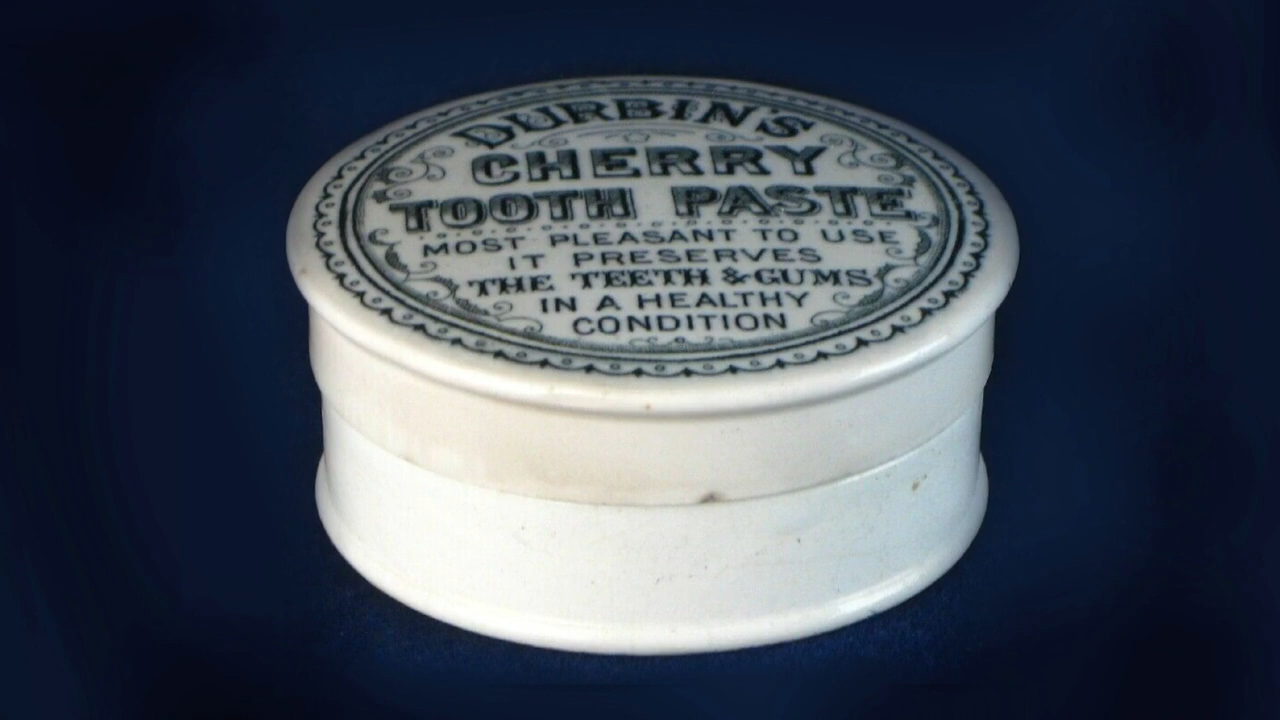 DURBIN'S
CHERRY
TOOTH PASTE
MOST PLEASANT TO USE
IT PRESERVES
THE TEETH & GUMS
IN A HEALTHY
CONDITION